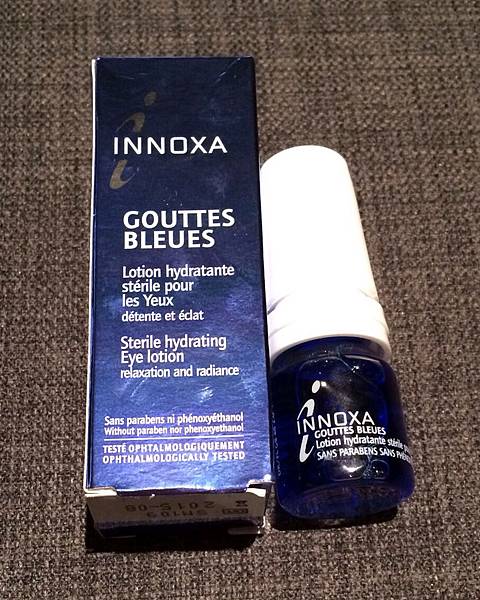 INNOXA
GOUTTES
BLEUES
Lotion hydratante
stérile pour
les Yeux
détente et éclat
Sterile hydrating
Eye lotion
relaxation and radiance
Sans parabens ni phénoxyéthanol
Without paraben nor phenoxyethanol
TESTÉ OPHTALMOLOGIQUEMENT
OPHTHALMOLOGICALLY TESTED
2015-08
INNOXA
GOUTTES BLEUES
Lotion hydratante stérile
SANS PARABENS SANS